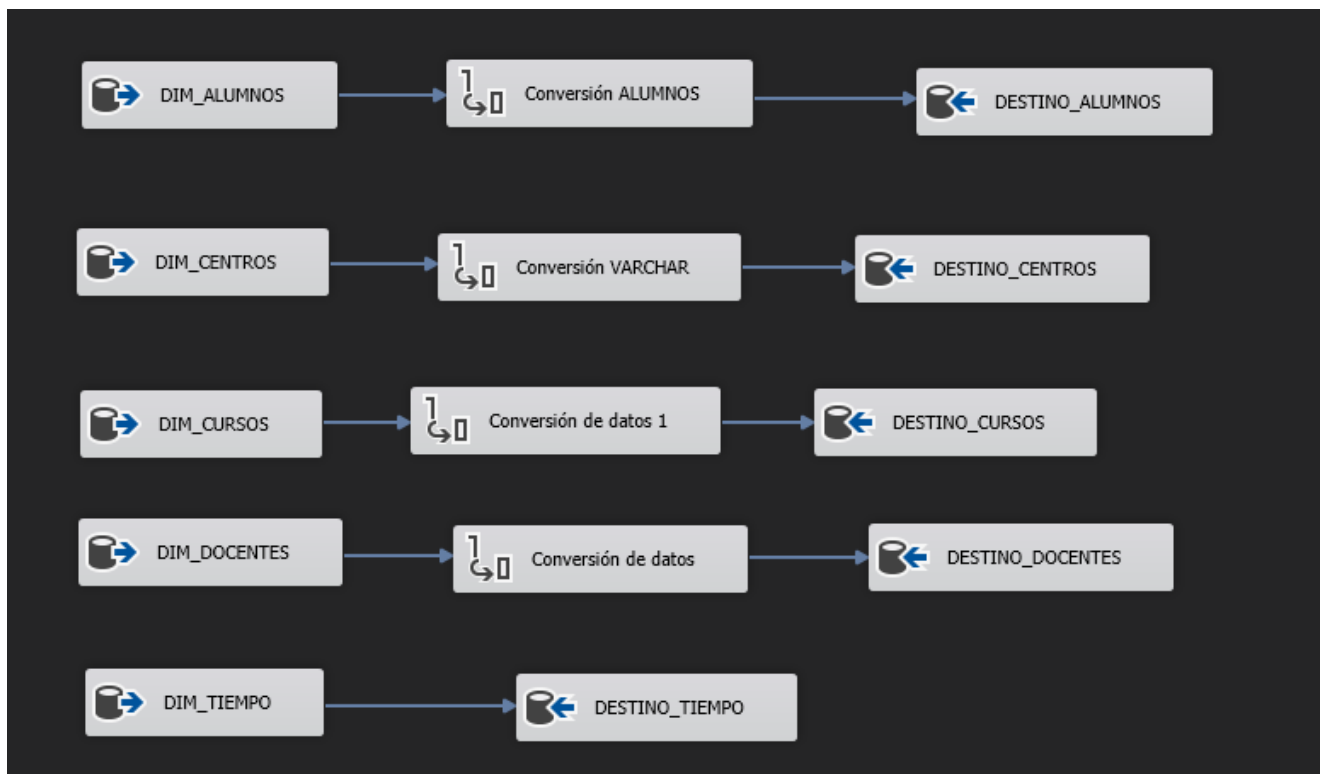 DIM_ALUMNOS
Conversión ALUMNOS
DESTINO_ALUMNOS
DIM_CENTROS
Conversión VARCHAR
DESTINO_CENTROS
DIM_CURSOS
Conversión de datos 1
DESTINO_CURSOS
DIM_DOCENTES
Conversión de datos
DESTINO_DOCENTES
DIM_TIEMPO
DESTINO_TIEMPO